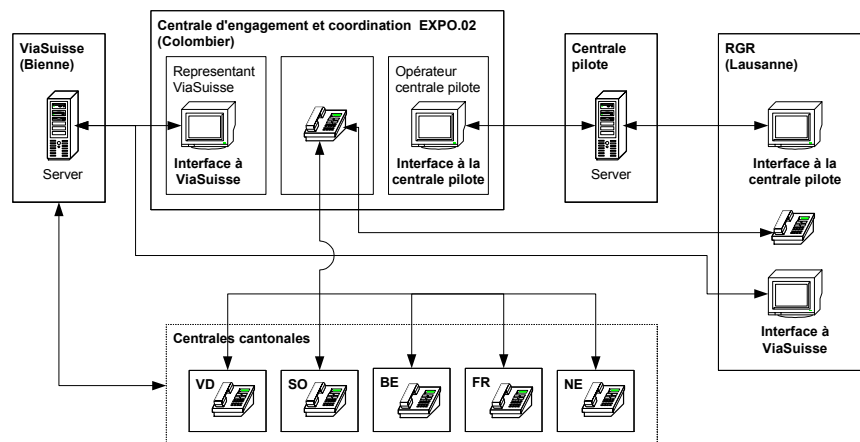 ViaSuisse
(Bienne)
Server
Centrale d'engagement et coordination EXPO.02
(Colombier)
Representant
ViaSuisse
Interface à
ViaSuisse
Opérateur
centrale pilote
Interface à la
centrale pilote
Centrale
pilote
Server
RGR
(Lausanne)
Interface à la
centrale pilote
Interface à
ViaSuisse
Centrales cantonales
VD
SO
BE
FR
NE